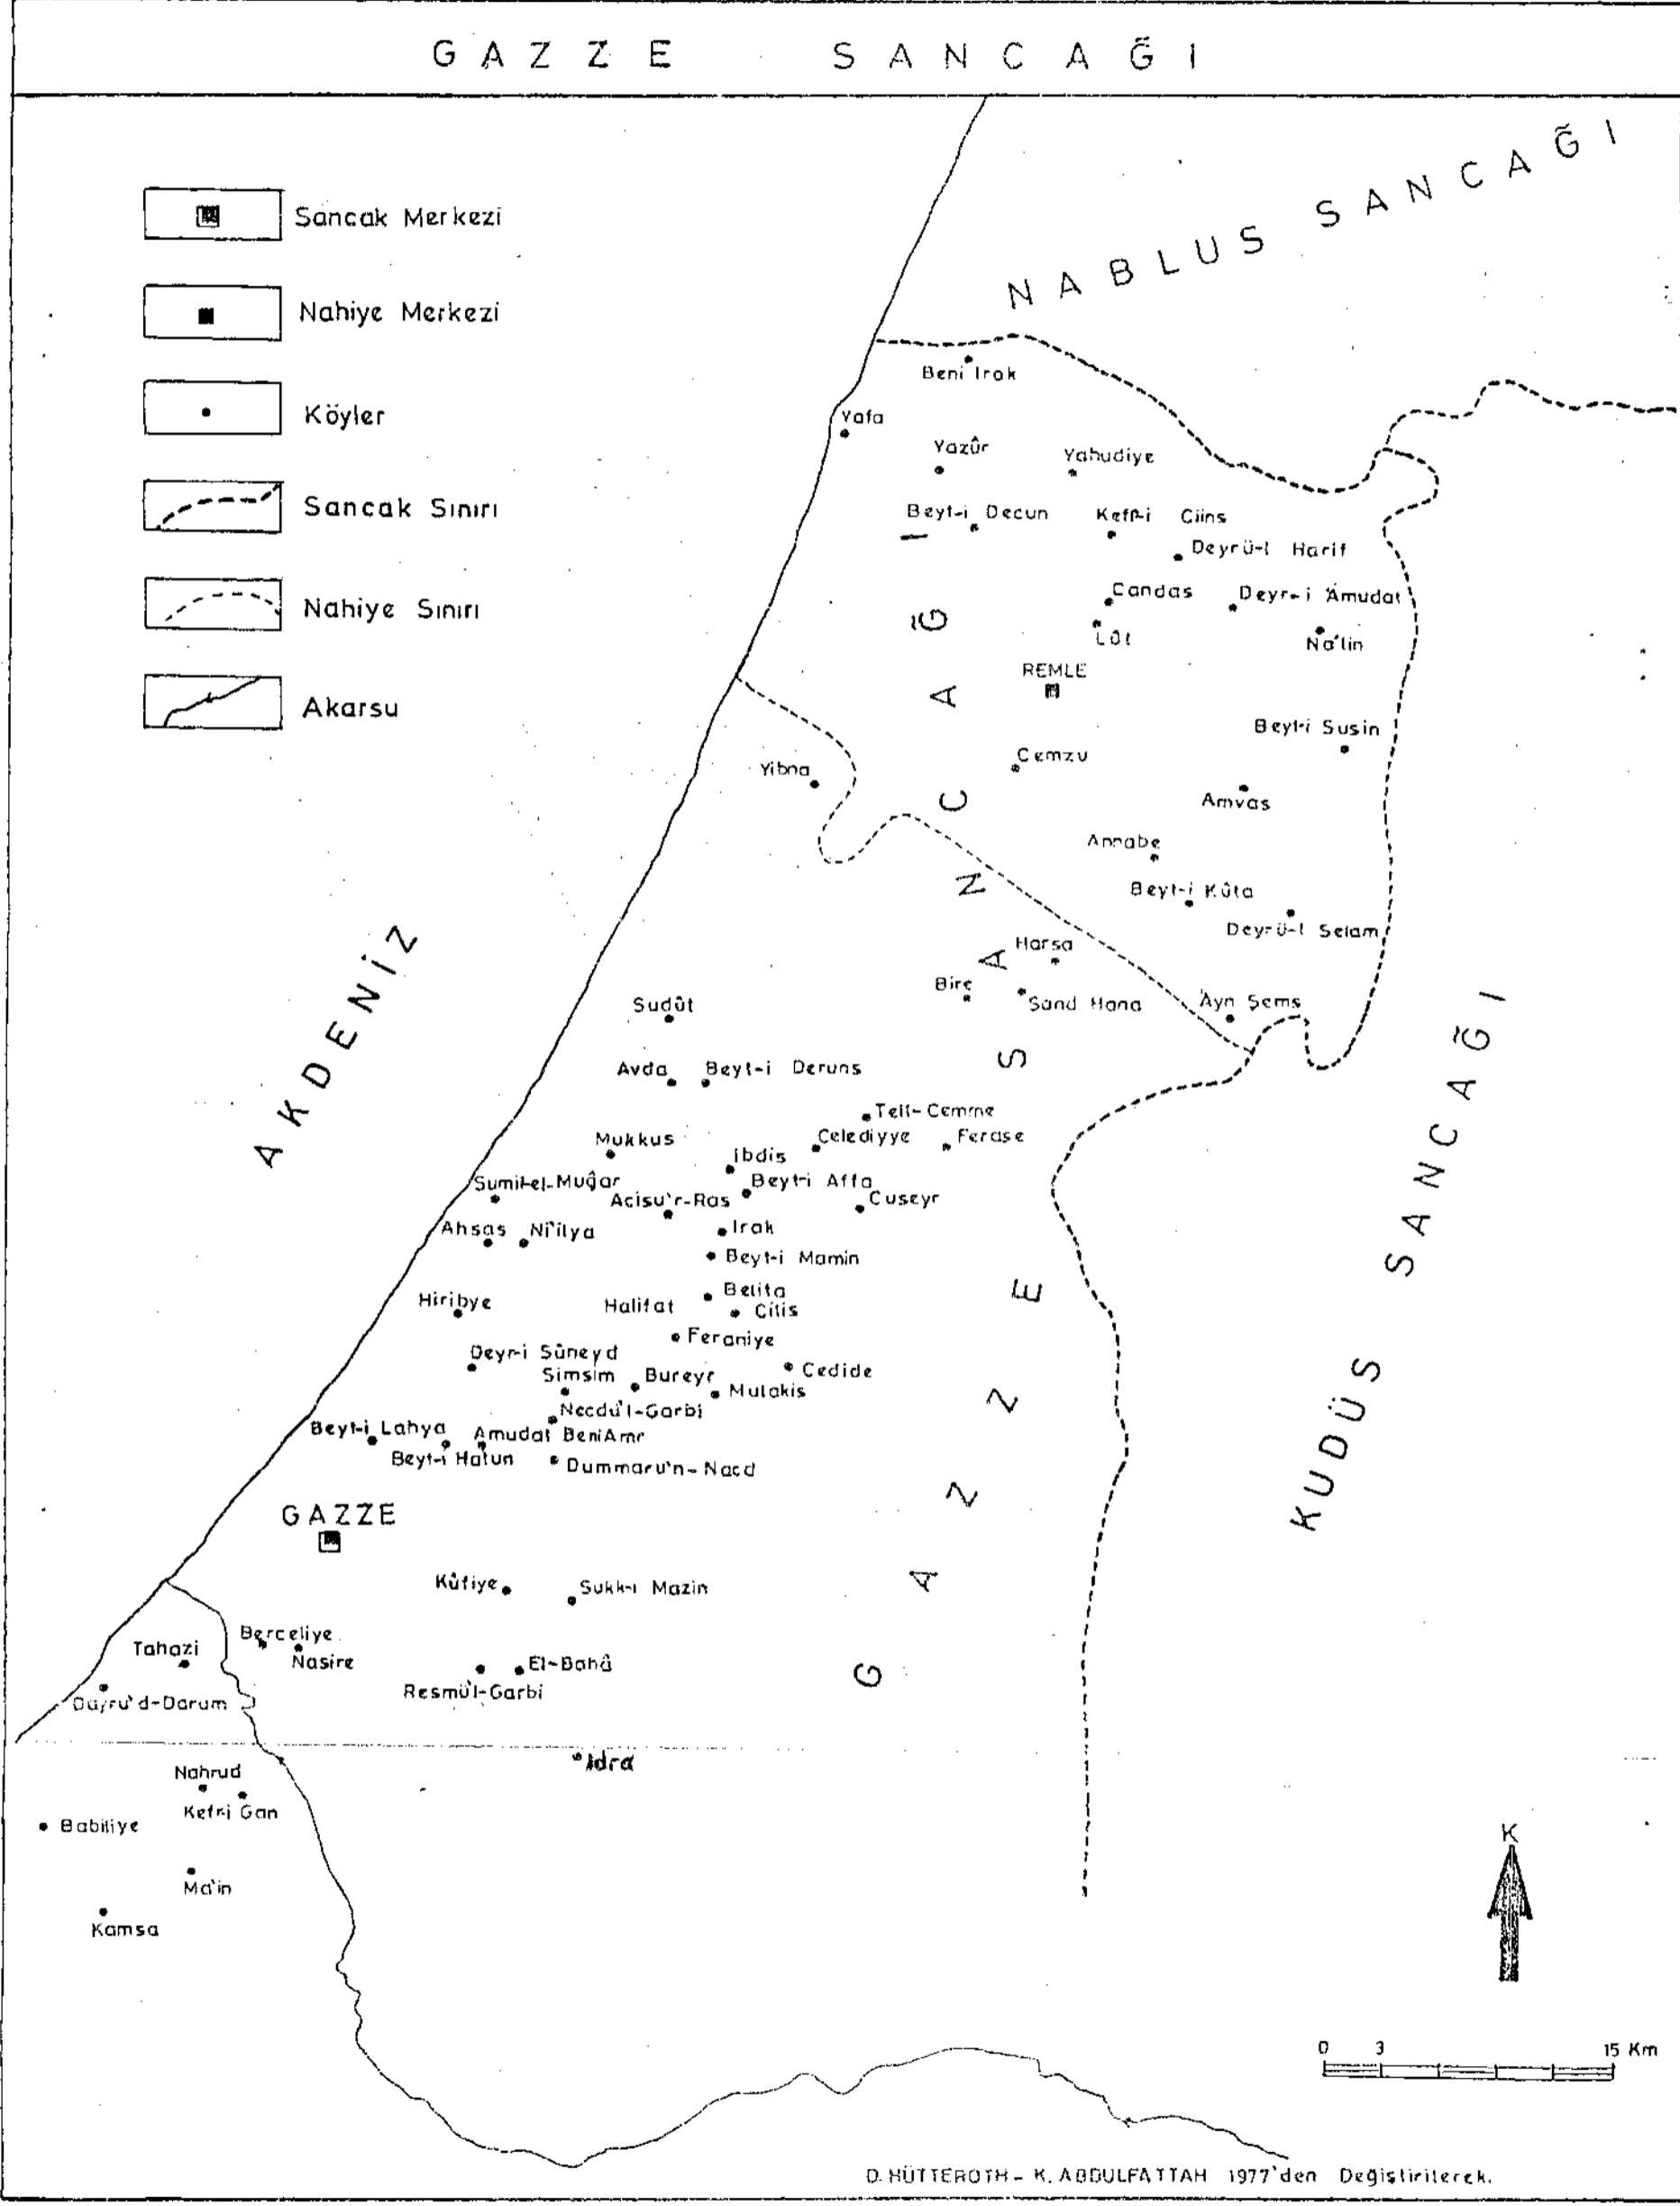 GAZZE SANCAĞI
Sancak Merkezi
Nahiye Merkezi
Köyler
Sancak Sınırı
Nahiye Sınırı
Akarsu
NABLUS SANCAĞI
Beni Irak
Yafa
Yazûr
Yahudiye
Beyt-i Decun
Kefr-i Ciins
Deyrü-l Harif
Candas
Deyr-i Amudat
Lût
Na'lin
REMLE
Beyt-i Susin
Yibna
Cemzu
Amvas
Annabe
Beyt-i Kûta
Deyrü-l Selam
AKDENİZ
Harsa
Bire
Sand Hana
Ayn Şems
Sudût
Avda
Beyt-i Deruns
Tell-Cemme
Mukkus
Celediyye
Ferase
ibdis
Sumil-el-Muğar
Beyt-i Affa
Acisu'r-Ras
Cuseyr
Ahsas
Ni'ilya
Irak
Beyt-i Mamin
Belita
Hiribye
Halifat
Cilis
Feraniye
Deyr-i Süneyd
Simsim
Bureyr
Cedide
Mulakis
Necdü'l-Garbi
Beyt-i Lahya
Amudat BeniAmr
Beyt-i Hatun
Dummaru'n-Nacd
GAZZE
GAZZE SANCAĞI
KUDÜS SANCAĞI
Kûfiye
Sukk-ı Mazin
Berceliye
Tahazi
Nasire
El-Bahâ
Resmü'l-Garbi
Dayru'd-Darum
Idra
Nahrud
Kefr-i Gan
Babiliye
Ma'in
Kamsa
K
0 3 15 Km
D. HÜTTEROTH - K. ABDULFATTAH 1977'den Değiştirilerek.